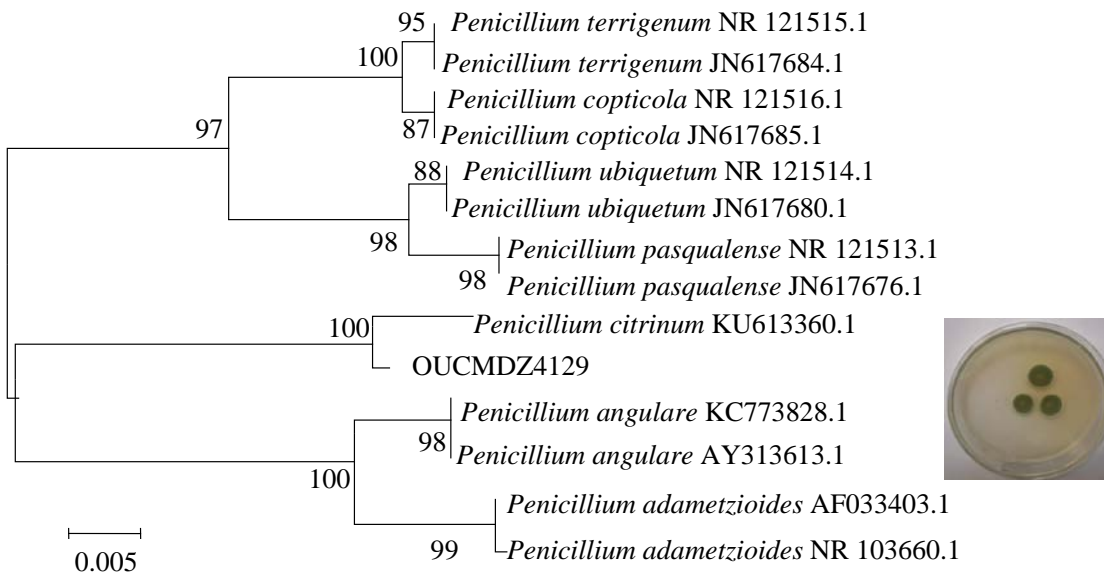 95 Penicillium terrigenum NR 121515.1
100 Penicillium terrigenum JN617684.1
Penicillium copticola NR 121516.1
97 87 Penicillium copticola JN617685.1
88 Penicillium ubiquetum NR 121514.1
Penicillium ubiquetum JN617680.1
98 Penicillium pasqualense NR 121513.1
98 Penicillium pasqualense JN617676.1
100 Penicillium citrinum KU613360.1
OUCMDZ4129
Penicillium angulare KC773828.1
98 Penicillium angulare AY313613.1
100
Penicillium adametzioides AF033403.1
99 Penicillium adametzioides NR 103660.1
0.005